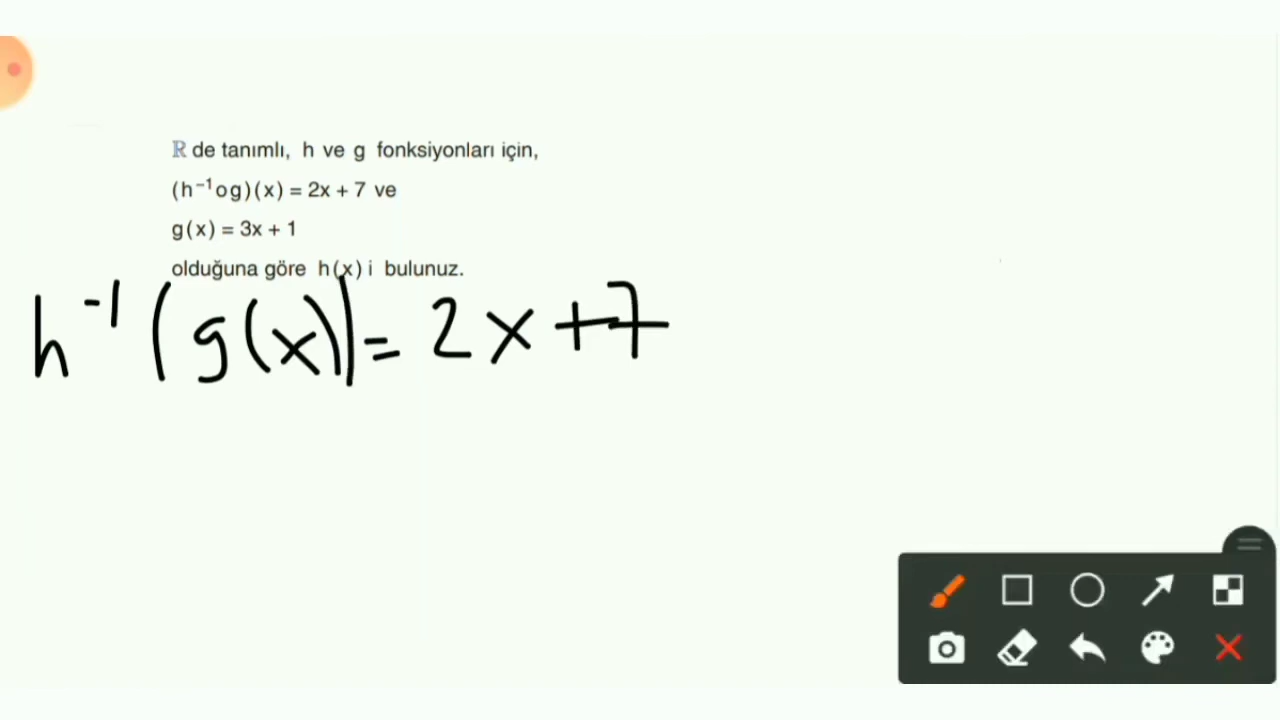 ℝ de tanımlı, h ve g fonksiyonları için,
(h⁻¹og)(x) = 2x + 7 ve
g(x) = 3x + 1
olduğuna göre h(x) i bulunuz.
h⁻¹(g(x)) = 2x+7